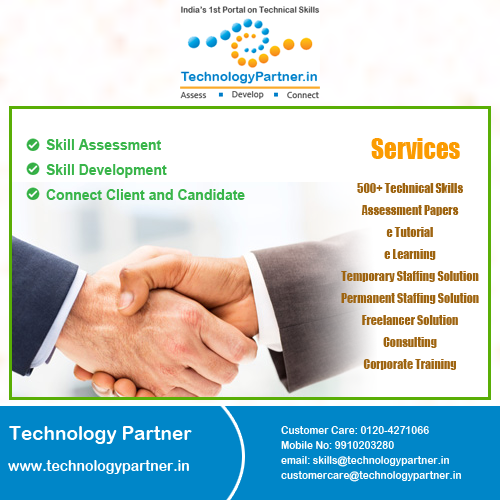 India's 1st Portal on Technical Skills
TechnologyPartner.in
Assess ▪ Develop ▪ Connect
Skill Assessment
Skill Development
Connect Client and Candidate
Services
500+ Technical Skills
Assessment Papers
e Tutorial
e Learning
Temporary Staffing Solution
Permanent Staffing Solution
Freelancer Solution
Consulting
Corporate Training
Technology Partner
www.technologypartner.in
Customer Care: 0120-4271066
Mobile No: 9910203280
email: skills@technologypartner.in
customercare@technologypartner.in